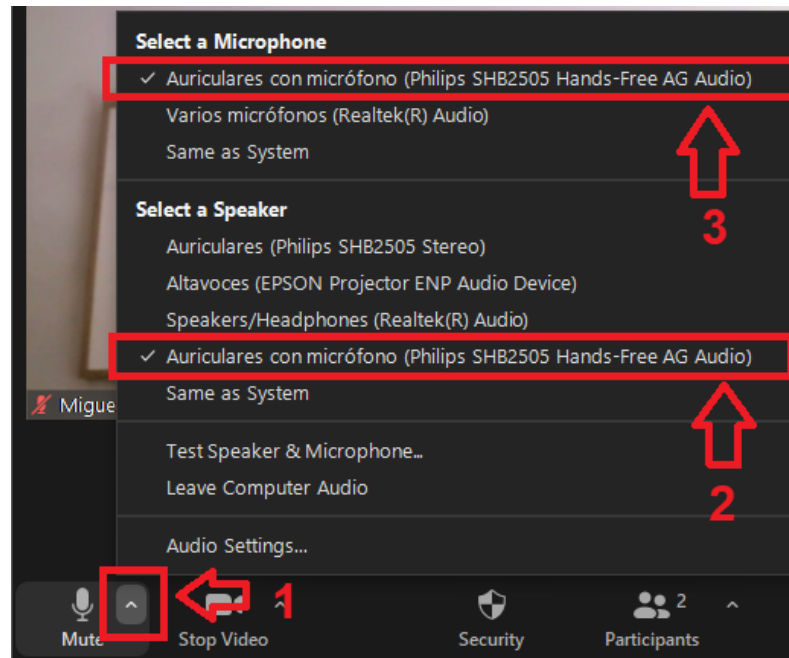 Select a Microphone
✓ Auriculares con micrófono (Philips SHB2505 Hands-Free AG Audio)
Varios micrófonos (Realtek(R) Audio)
Same as System
3
Select a Speaker
Auriculares (Philips SHB2505 Stereo)
Altavoces (EPSON Projector ENP Audio Device)
Speakers/Headphones (Realtek(R) Audio)
✓ Auriculares con micrófono (Philips SHB2505 Hands-Free AG Audio)
Same as System
Migue
Test Speaker & Microphone...
Leave Computer Audio
2
Audio Settings...
1
2
Mute Stop Video Security Participants